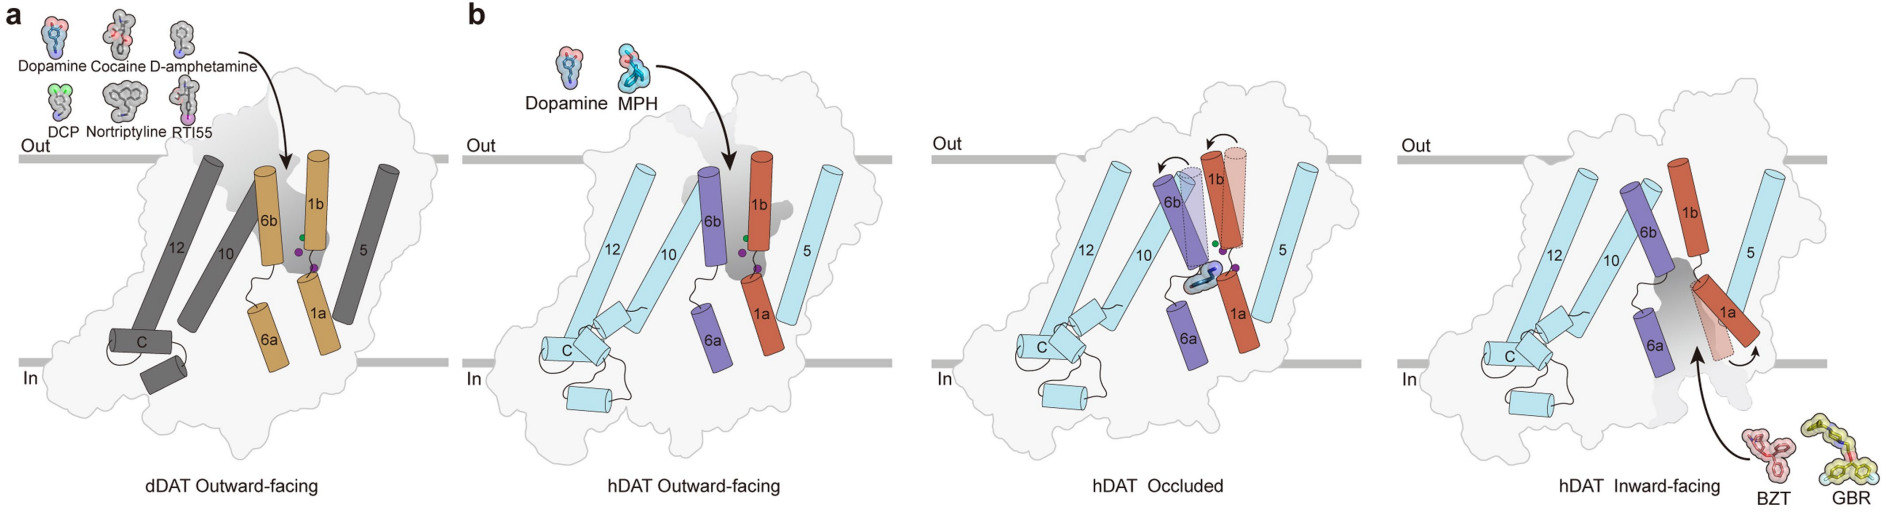 a
Dopamine Cocaine D-amphetamine
DCP Nortriptyline RTI55
Out
12
10
6b
1b
5
C
6a
1a
In
dDAT Outward-facing
b
Dopamine MPH
Out
12
10
6b
1b
5
C
6a
1a
In
hDAT Outward-facing
Out
12
10
6b
1b
5
C
6a
1a
In
hDAT Occluded
Out
12
10
6b
1b
5
C
6a
1a
In
hDAT Inward-facing
BZT GBR